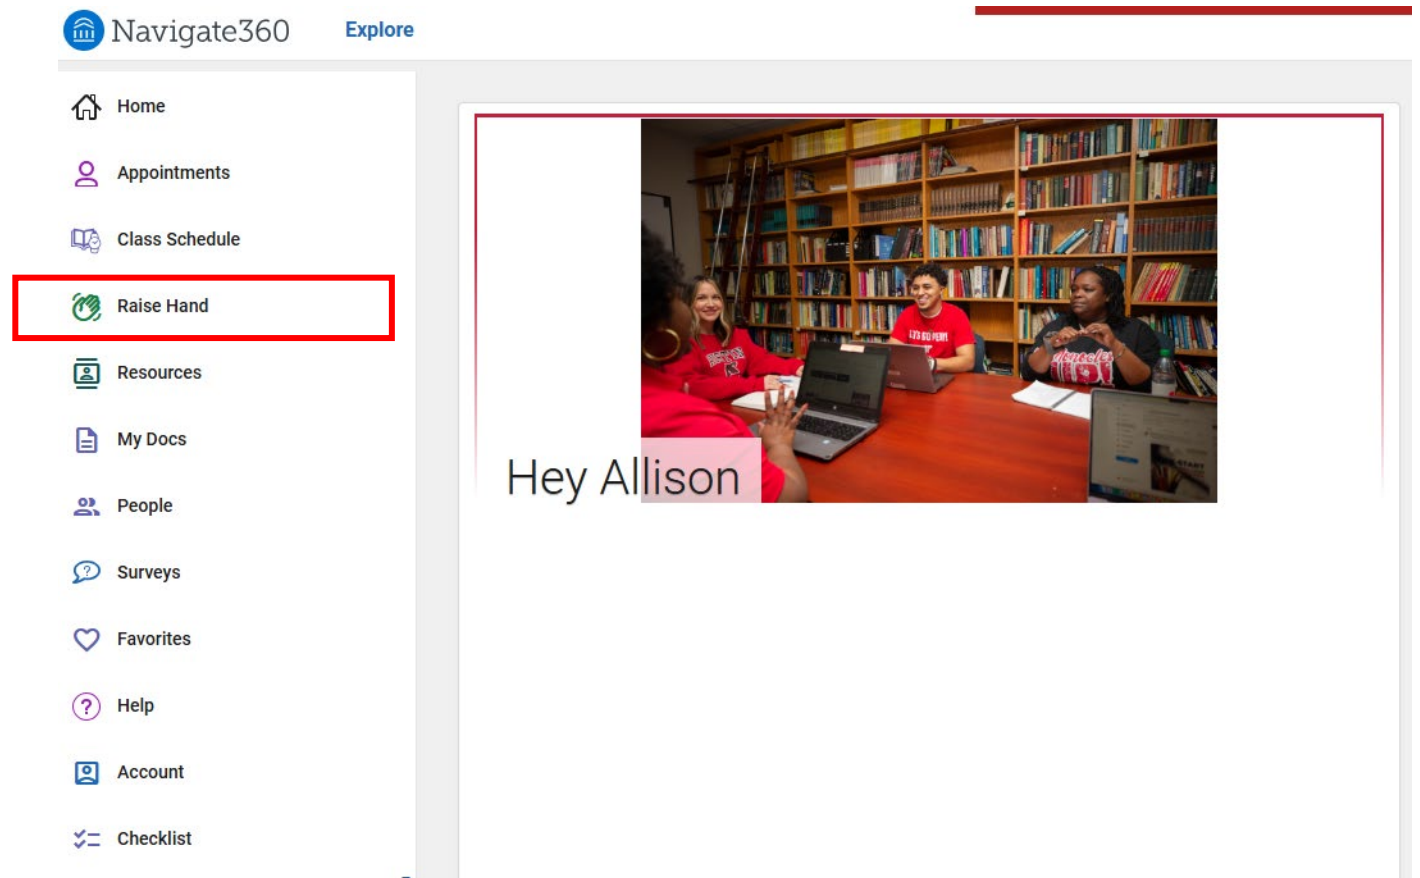 Navigate360
Explore
Home
Appointments
Class Schedule
Raise Hand
Resources
My Docs
People
Surveys
Favorites
Help
Account
Checklist
Hey Allison